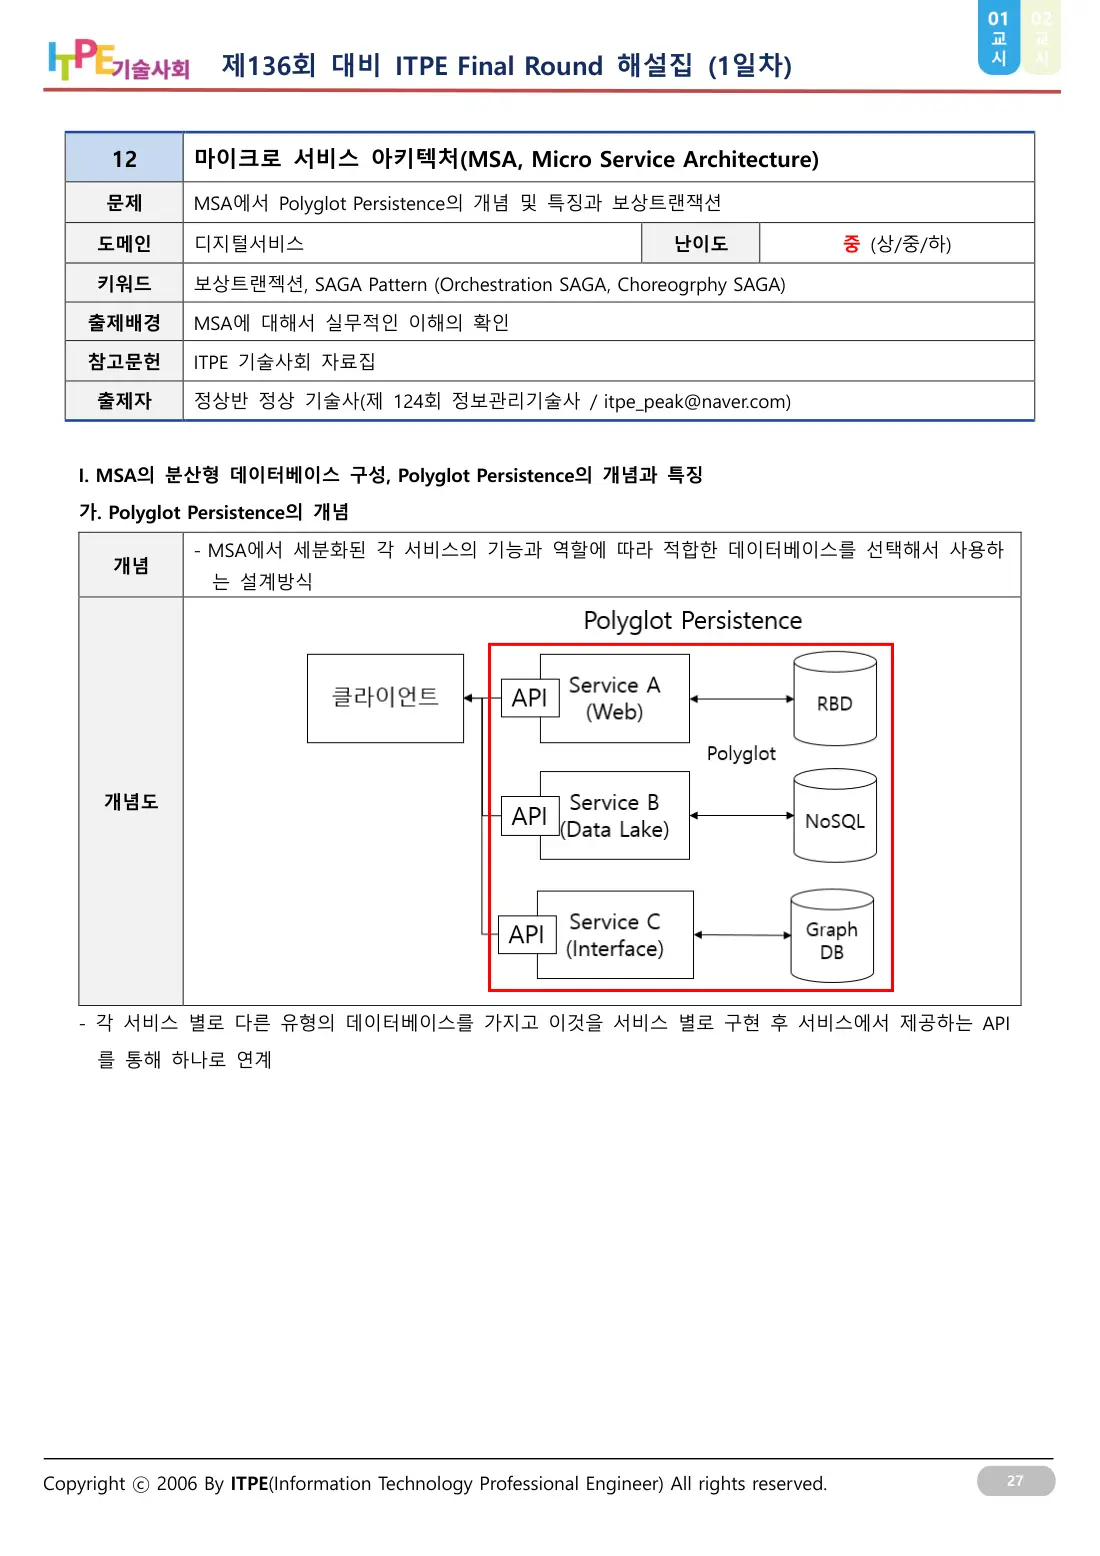 ITPE기술사회
제136회 대비 ITPE Final Round 해설집 (1일차)
01
교
시
02
교
시
12
마이크로 서비스 아키텍처(MSA, Micro Service Architecture)
문제
MSA에서 Polyglot Persistence의 개념 및 특징과 보상트랜잭션
도메인
디지털서비스
난이도
중 (상/중/하)
키워드
보상트랜젝션, SAGA Pattern (Orchestration SAGA, Choreogrphy SAGA)
출제배경
MSA에 대해서 실무적인 이해의 확인
참고문헌
ITPE 기술사회 자료집
출제자
정상반 정상 기술사(제 124회 정보관리기술사 / itpe_peak@naver.com)
I. MSA의 분산형 데이터베이스 구성, Polyglot Persistence의 개념과 특징
가. Polyglot Persistence의 개념
개념
- MSA에서 세분화된 각 서비스의 기능과 역할에 따라 적합한 데이터베이스를 선택해서 사용하
는 설계방식
개념도
Polyglot Persistence
클라이언트
API
Service A
(Web)
RBD
Polyglot
API
Service B
(Data Lake)
NoSQL
API
Service C
(Interface)
Graph
DB
- 각 서비스 별로 다른 유형의 데이터베이스를 가지고 이것을 서비스 별로 구현 후 서비스에서 제공하는 API
를 통해 하나로 연계
Copyright ⓒ 2006 By ITPE(Information Technology Professional Engineer) All rights reserved.
27